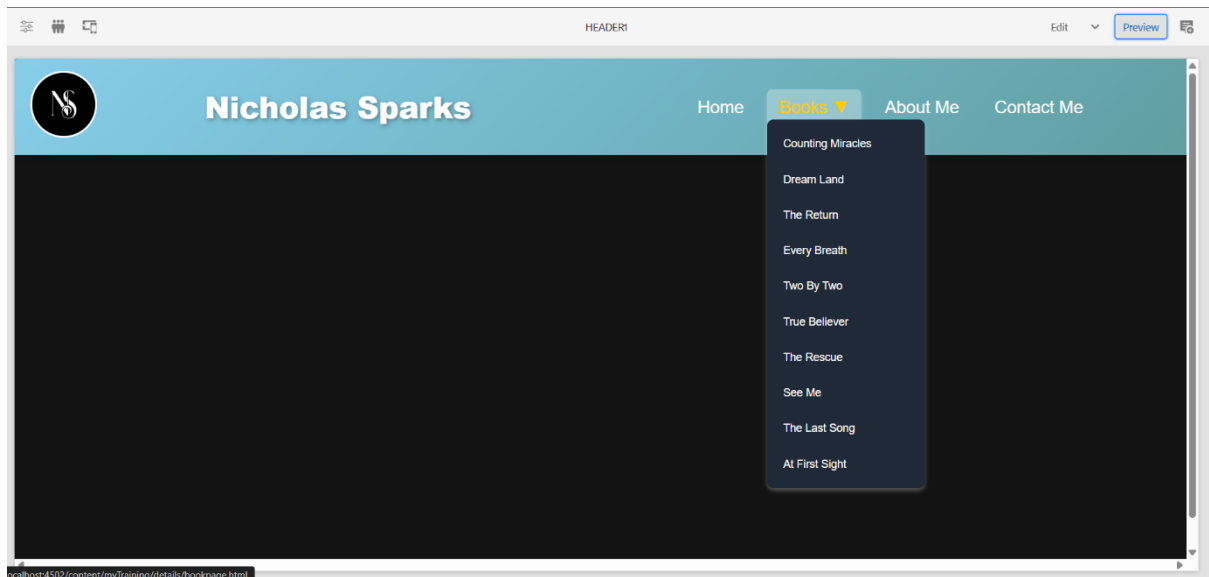 HEADER1
Edit Preview
NS
Nicholas Sparks
Home Books ▼ About Me Contact Me
Counting Miracles
Dream Land
The Return
Every Breath
Two By Two
True Believer
The Rescue
See Me
The Last Song
At First Sight
ocalhost:4502/content/myTraining/details/bookpage.html